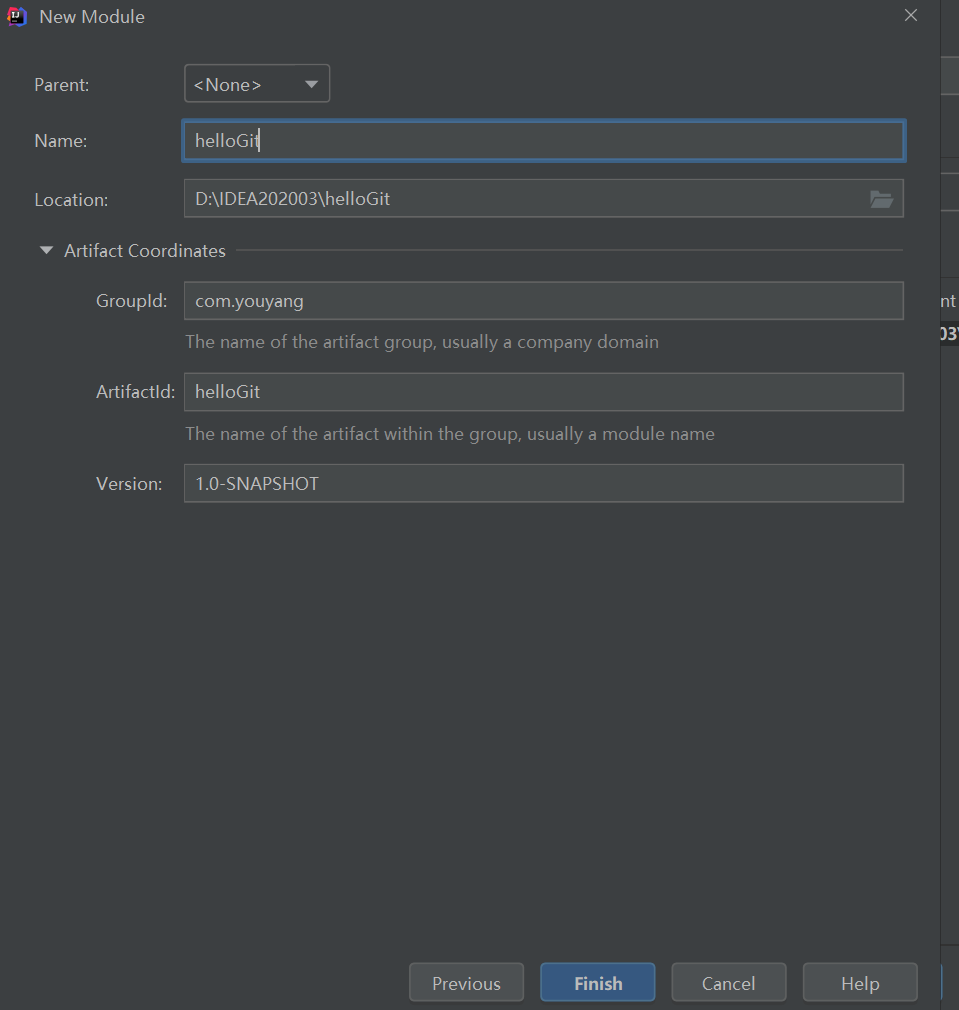 New Module
Parent: <None>
Name: helloGit
Location: D:\IDEA202003\helloGit
Artifact Coordinates
GroupId: com.youyang
The name of the artifact group, usually a company domain
nt
ArtifactId: helloGit
The name of the artifact within the group, usually a module name
Version: 1.0-SNAPSHOT
Previous Finish Cancel Help